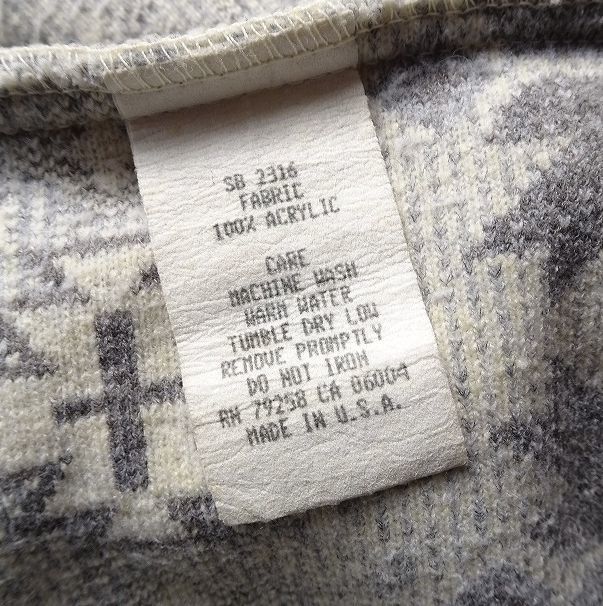 SB 2316
FABRIC
100% ACRYLIC
CARE
MACHINE WASH
WARM WATER
TUMBLE DRY LOW
REMOVE PROMPTLY
DO NOT IRON
RN 79258 CA 06004
MADE IN U.S.A.